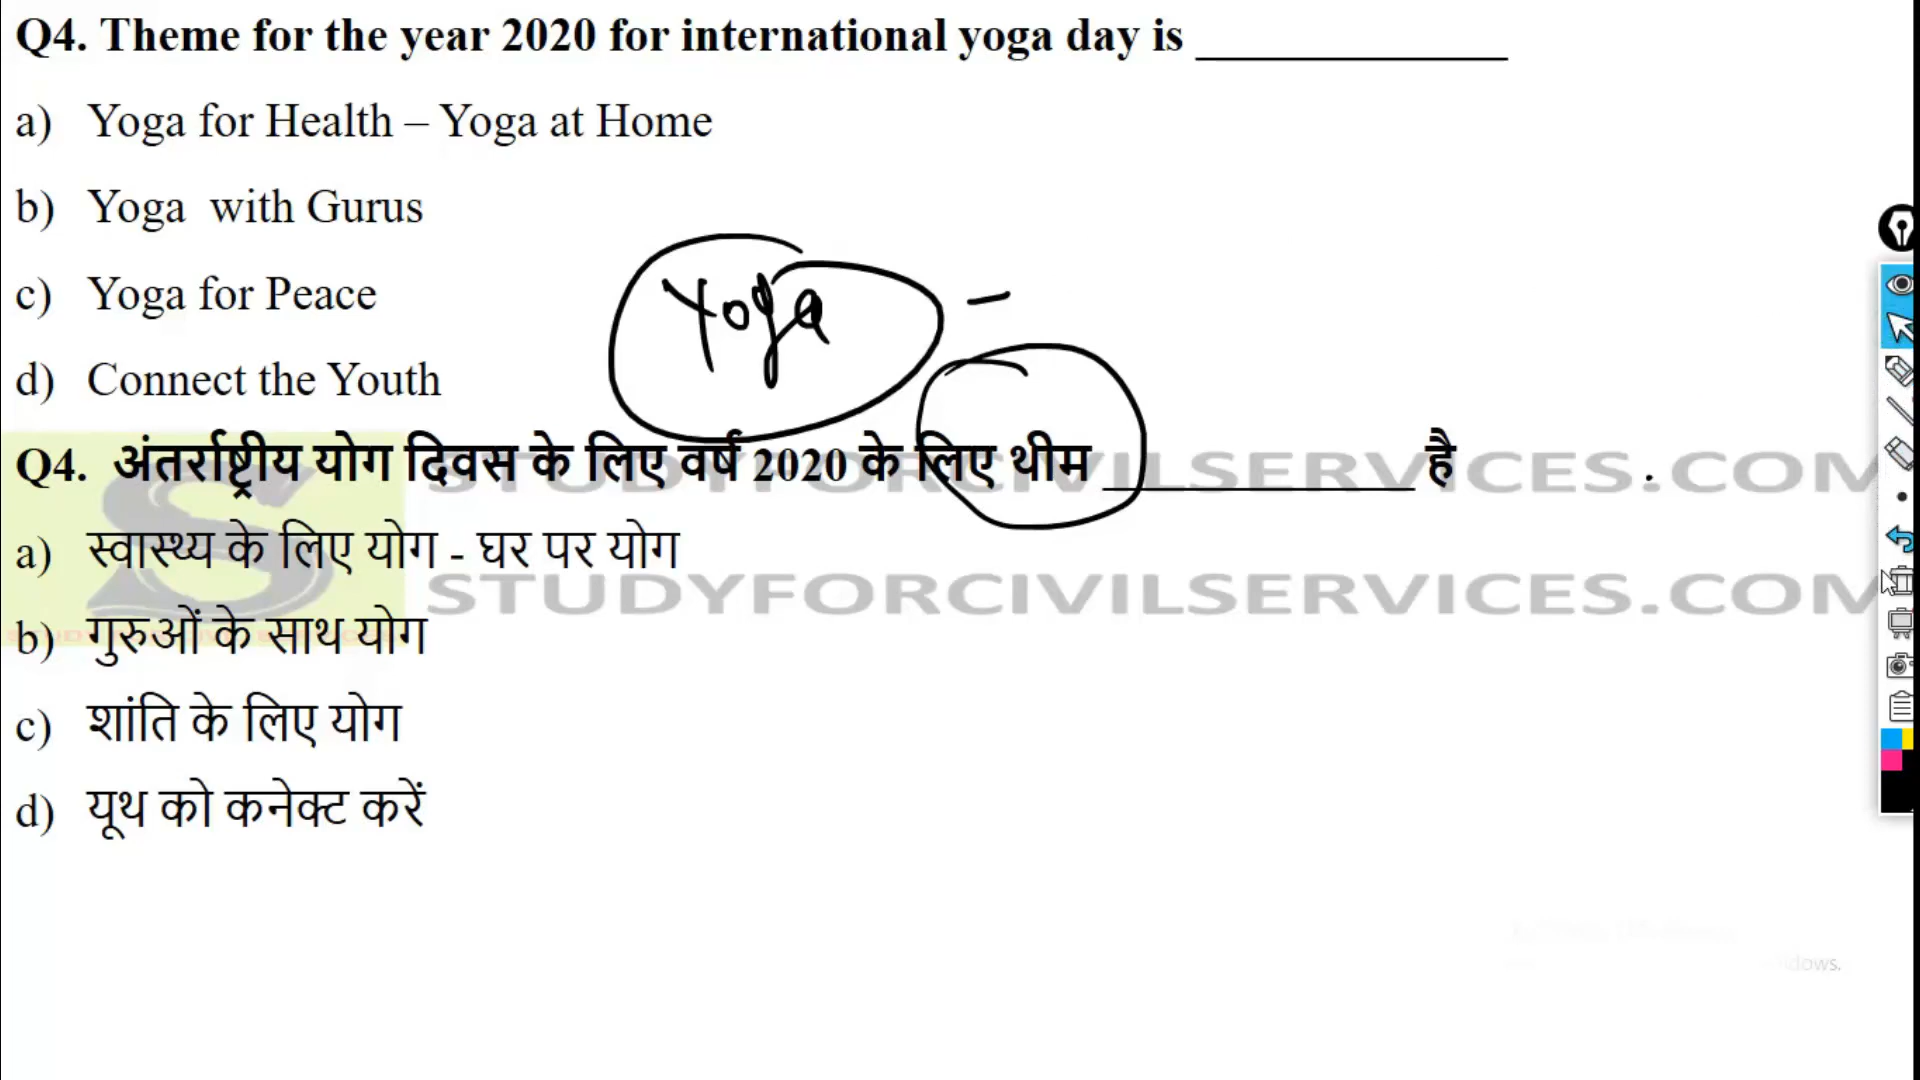 Q4. Theme for the year 2020 for international yoga day is _____________
a) Yoga for Health – Yoga at Home
b) Yoga with Gurus
c) Yoga for Peace
d) Connect the Youth
Yoga –
Q4. अंतर्राष्ट्रीय योग दिवस के लिए वर्ष 2020 के लिए थीम _____________ है
STUDYFORCIVILSERVICES.COM
a) स्वास्थ्य के लिए योग - घर पर योग
STUDYFORCIVILSERVICES.COM
b) गुरुओं के साथ योग
c) शांति के लिए योग
d) यूथ को कनेक्ट करें